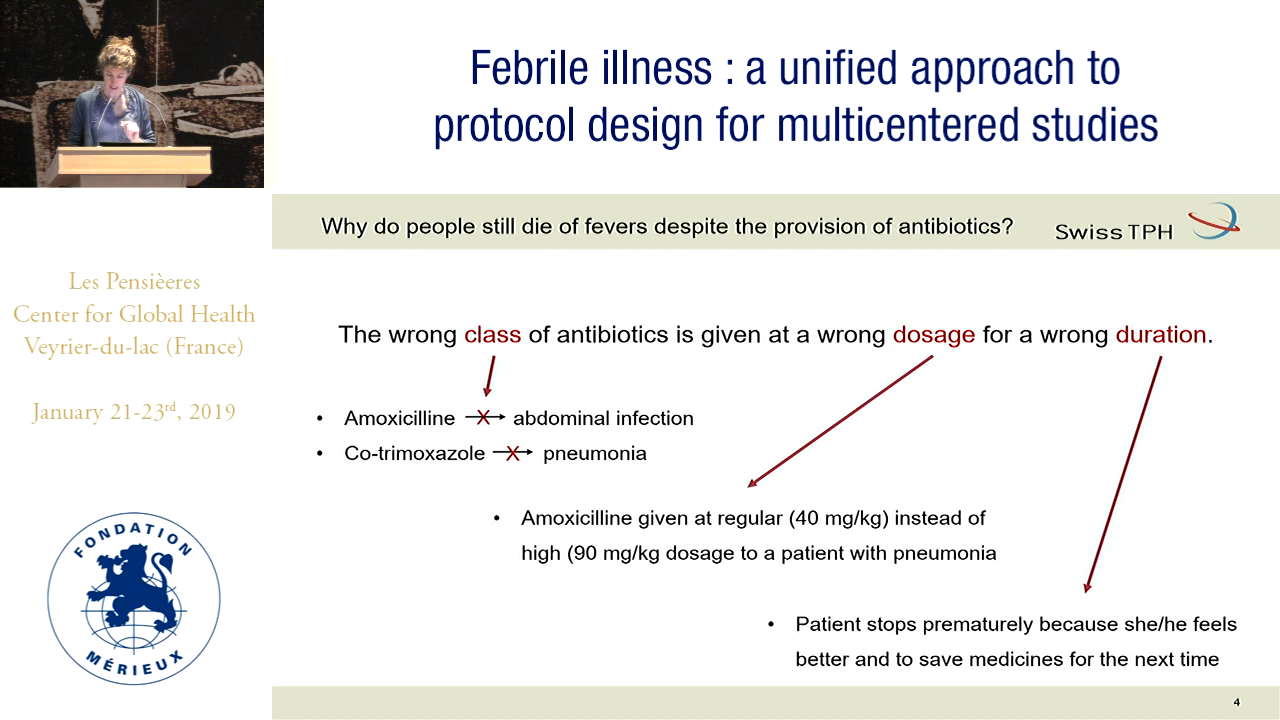 Febrile illness : a unified approach to
protocol design for multicentered studies
Why do people still die of fevers despite the provision of antibiotics?
Swiss TPH
Les Pensièeres
Center for Global Health
Veyrier-du-lac (France)
January 21-23rd, 2019
FONDATION
MÉRIEUX
The wrong class of antibiotics is given at a wrong dosage for a wrong duration.
• Amoxicilline X abdominal infection
• Co-trimoxazole X pneumonia
• Amoxicilline given at regular (40 mg/kg) instead of
high (90 mg/kg dosage to a patient with pneumonia
• Patient stops prematurely because she/he feels
better and to save medicines for the next time
4